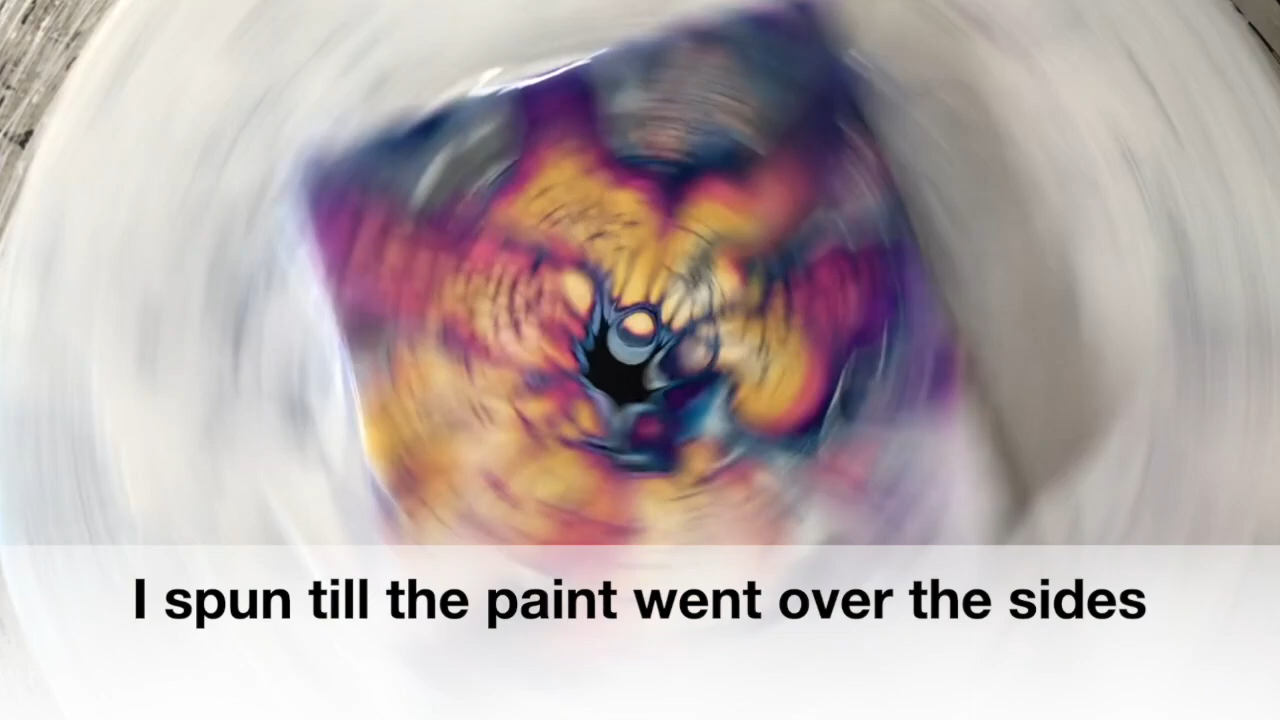 I spun till the paint went over the sides